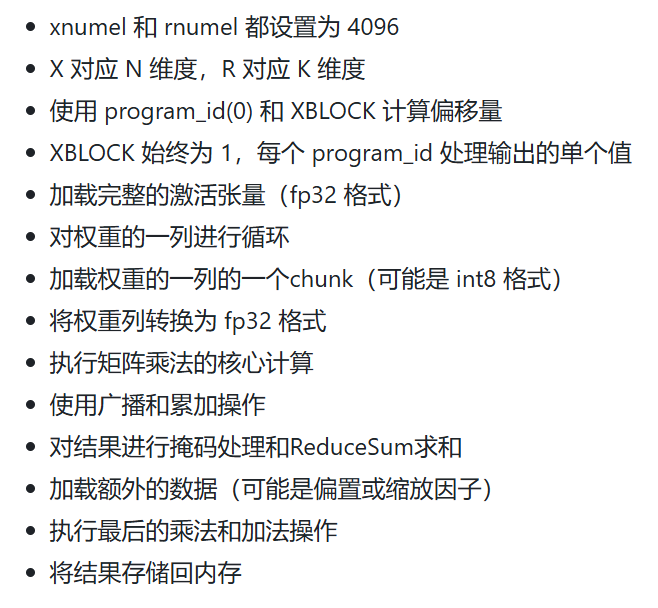 xnumel 和 rnumel 都设置为 4096
X 对应 N 维度，R 对应 K 维度
使用 program_id(0) 和 XBLOCK 计算偏移量
XBLOCK 始终为 1，每个 program_id 处理输出的单个值
加载完整的激活张量（fp32 格式）
对权重的一列进行循环
加载权重的一列的一个chunk（可能是 int8 格式）
将权重列转换为 fp32 格式
执行矩阵乘法的核心计算
使用广播和累加操作
对结果进行掩码处理和ReduceSum求和
加载额外的数据（可能是偏置或缩放因子）
执行最后的乘法和加法操作
将结果存储回内存